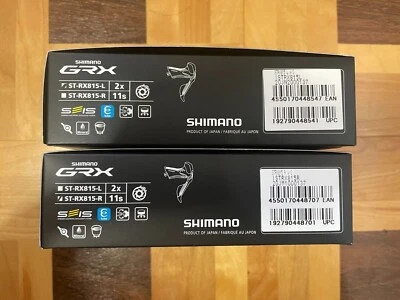 SHIMANO
GRX
ST-RX815-L 2x
ST-RX815-R 11s
SEIS
SHIMANO
PRODUCT OF JAPAN / FABRIQUÉ AU JAPON
4550170448547 EAN
192790448541 UPC
SHIMANO
GRX
ST-RX815-L 2x
ST-RX815-R 11s
SEIS
SHIMANO
PRODUCT OF JAPAN / FABRIQUÉ AU JAPON
4550170448707 EAN
192790448701 UPC